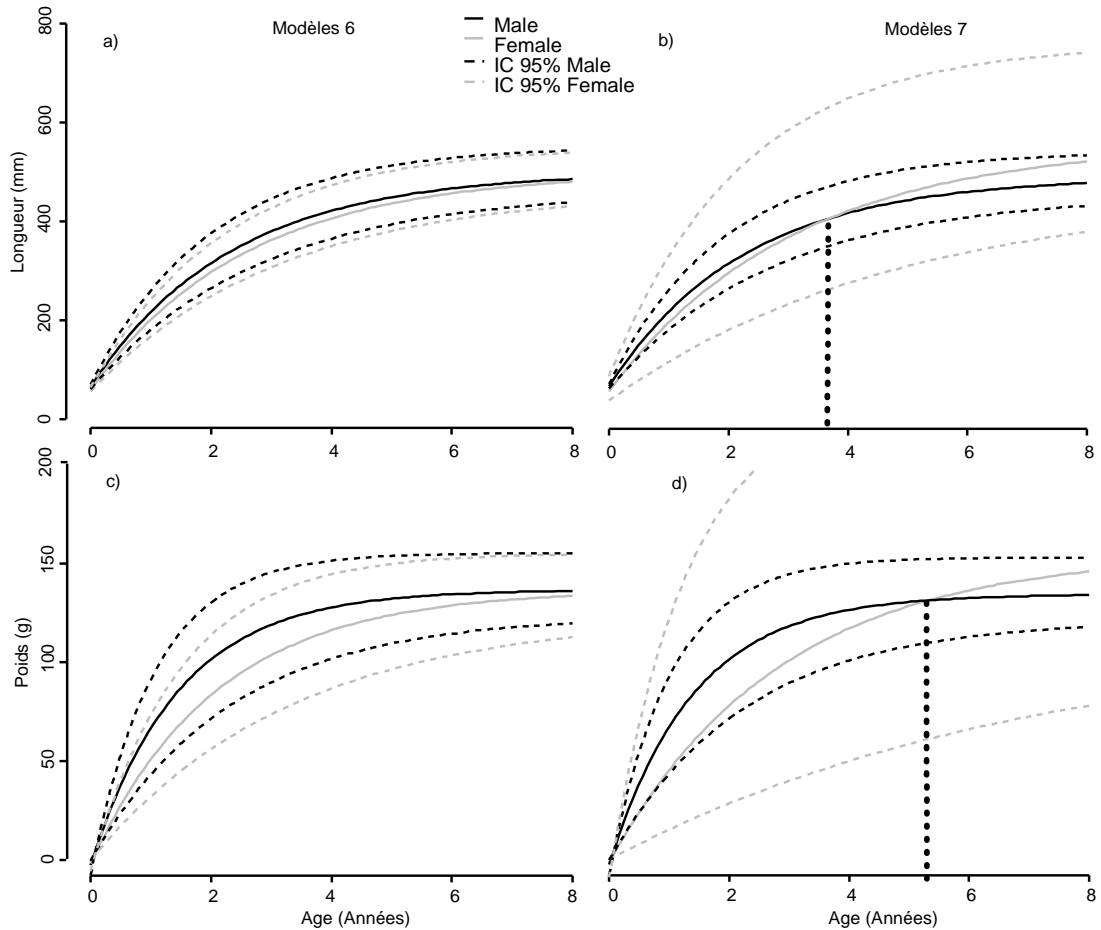 Modèles 6
Male
Female
IC 95% Male
IC 95% Female
Modèles 7
a)
b)
Longueur (mm)
800
600
400
200
0
0 2 4 6 8
0 2 4 6 8
c)
d)
Poids (g)
200
150
100
50
0
0 2 4 6 8
0 2 4 6 8
Age (Années)
Age (Années)